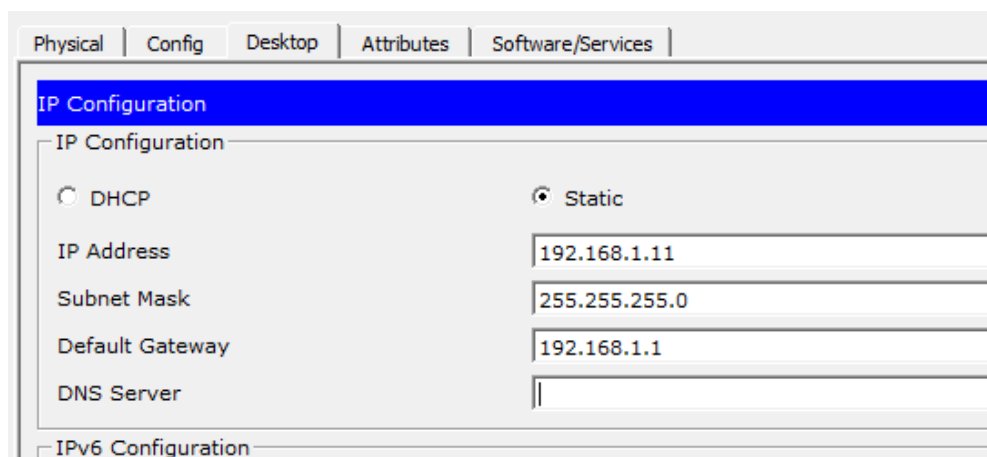 Physical Config Desktop Attributes Software/Services
IP Configuration
IP Configuration
DHCP Static
IP Address 192.168.1.11
Subnet Mask 255.255.255.0
Default Gateway 192.168.1.1
DNS Server
IPv6 Configuration